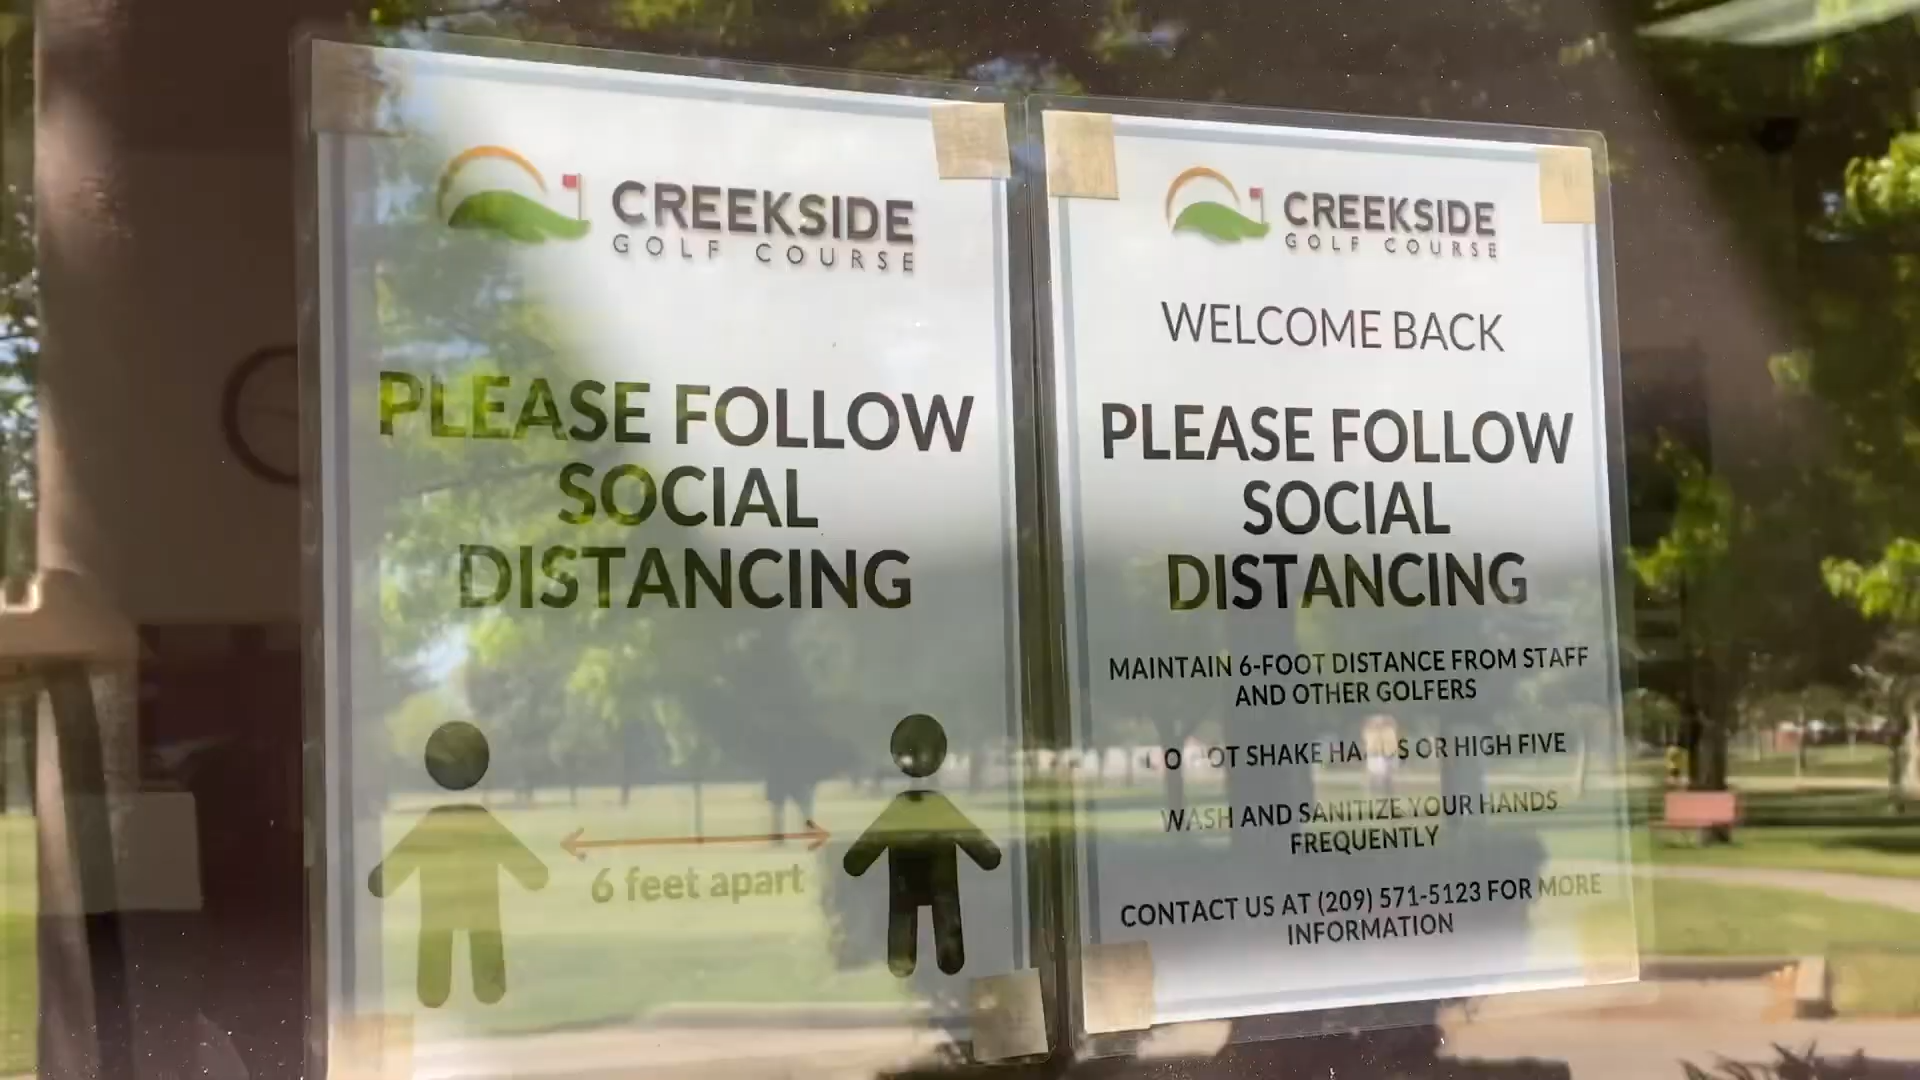 CREEKSIDE
GOLF COURSE
PLEASE FOLLOW
SOCIAL
DISTANCING
6 feet apart
CREEKSIDE
GOLF COURSE
WELCOME BACK
PLEASE FOLLOW
SOCIAL
DISTANCING
MAINTAIN 6-FOOT DISTANCE FROM STAFF
AND OTHER GOLFERS
DO NOT SHAKE HANDS OR HIGH FIVE
WASH AND SANITIZE YOUR HANDS
FREQUENTLY
CONTACT US AT (209) 571-5123 FOR MORE
INFORMATION